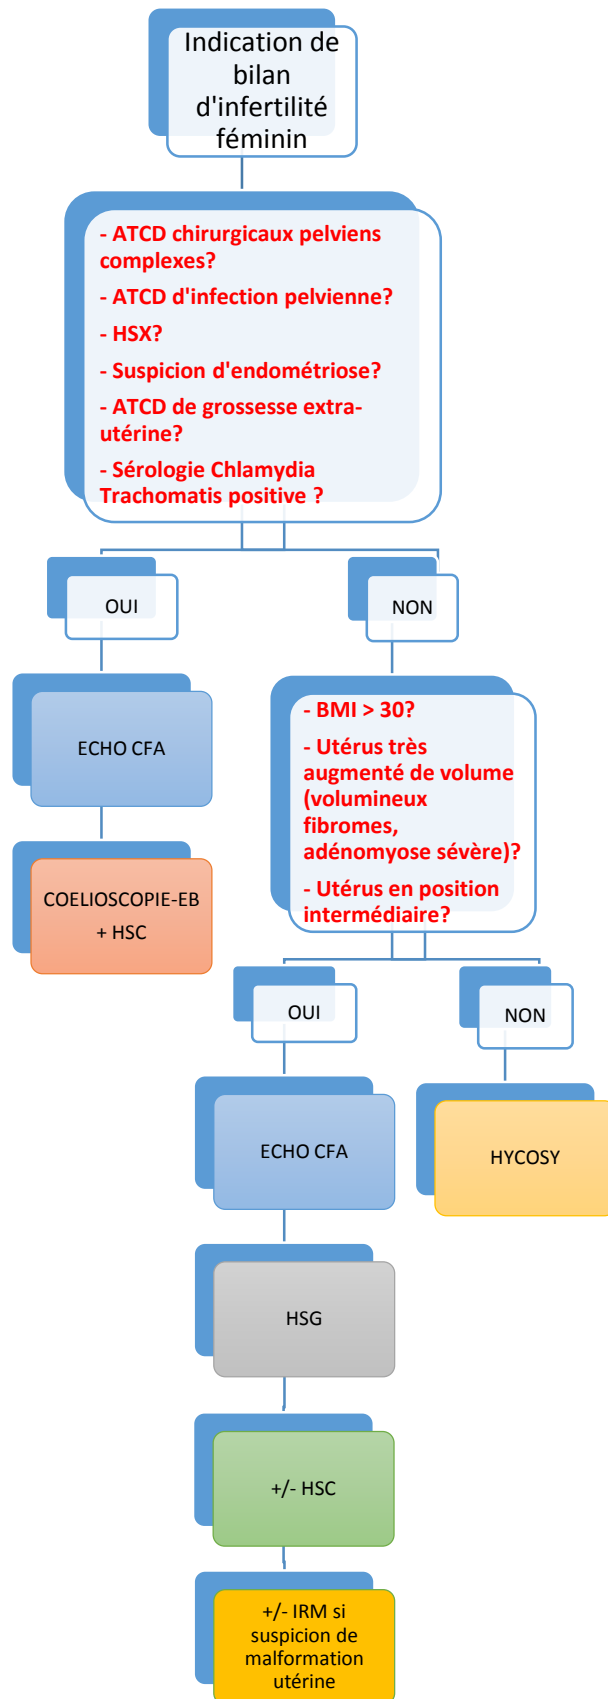 Indication de
bilan
d'infertilité
féminin
- ATCD chirurgicaux pelviens
complexes?
- ATCD d'infection pelvienne?
- HSX?
- Suspicion d'endométriose?
- ATCD de grossesse extra-
utérine?
- Sérologie Chlamydia
Trachomatis positive ?
OUI
NON
ECHO CFA
COELIOSCOPIE-EB
+ HSC
- BMI > 30?
- Utérus très
augmenté de volume
(volumineux
fibromes,
adénomyose sévère)?
- Utérus en position
intermédiaire?
OUI
NON
ECHO CFA
HYCOSY
HSG
+/- HSC
+/- IRM si
suspicion de
malformation
utérine